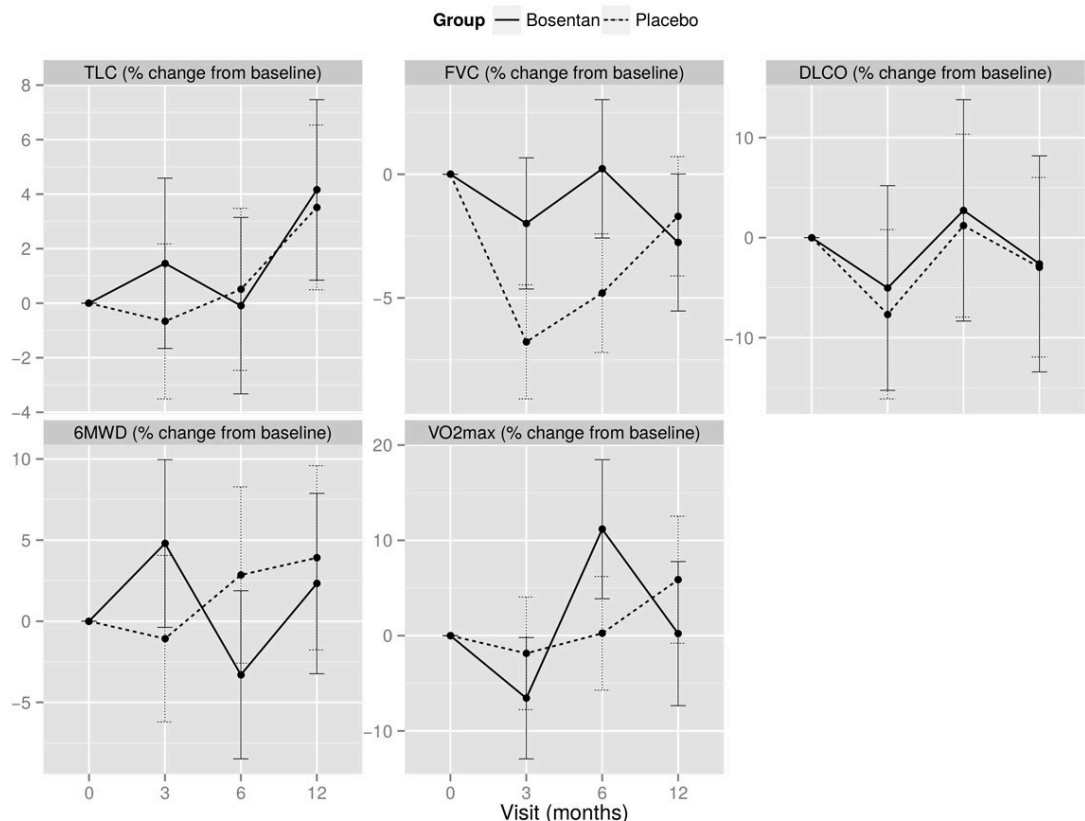 Group Bosentan Placebo
TLC (% change from baseline)
8
6
4
2
0
−2
−4
FVC (% change from baseline)
0
−5
DLCO (% change from baseline)
10
0
−10
6MWD (% change from baseline)
10
5
0
−5
0 3 6 12
VO2max (% change from baseline)
20
10
0
−10
0 3 6 12
Visit (months)